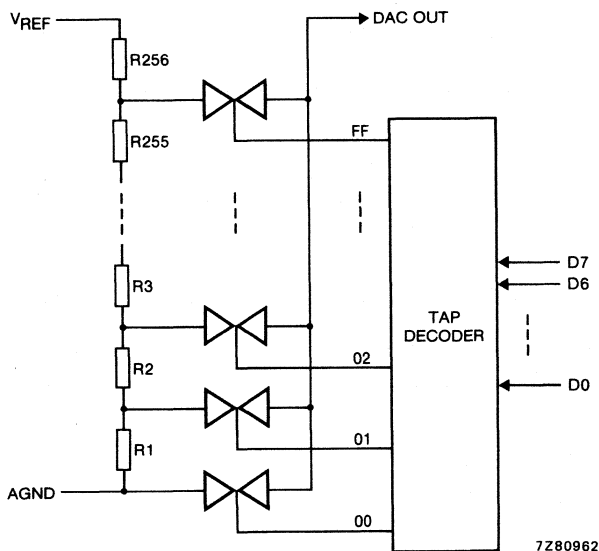 VREF
DAC OUT
R256
FF
R255
R3
D7
D6
TAP
DECODER
02
R2
D0
01
R1
AGND
00
7Z80962